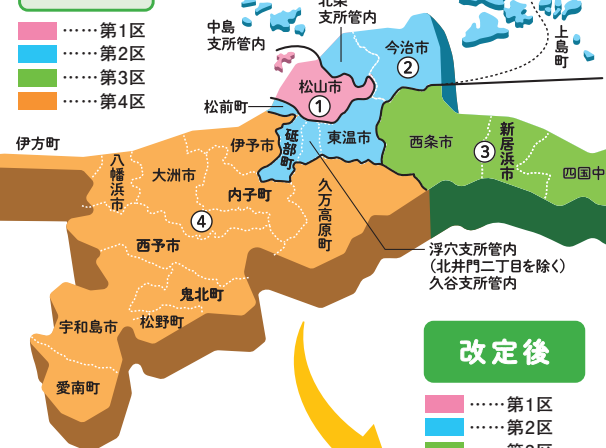 ……第1区
……第2区
……第3区
……第4区
中島
支所管内
支所管内
今治市
②
上島町
松山市
①
松前町
砥部町
東温市
伊予市
西条市
③
新居浜市
四国中
伊方町
八幡浜市
大洲市
内子町
久万高原町
④
西予市
鬼北町
松野町
宇和島市
愛南町
浮穴支所管内
(北井門二丁目を除く)
久谷支所管内
改定後
……第1区
……第2区